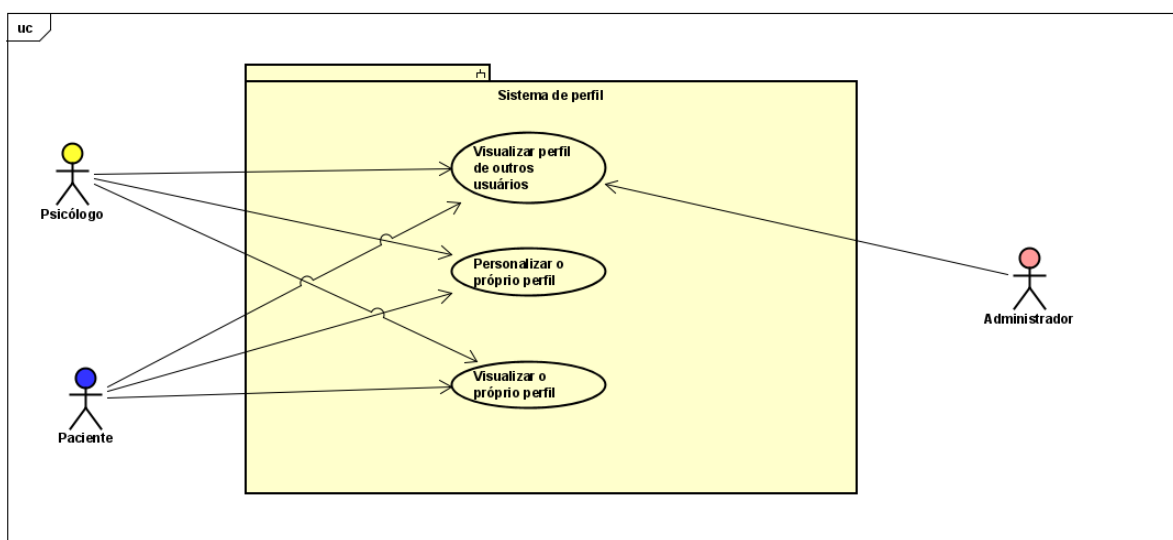 uc
Sistema de perfil
Visualizar perfil
de outros
usuários
Psicólogo
Personalizar o
próprio perfil
Administrador
Visualizar o
próprio perfil
Paciente